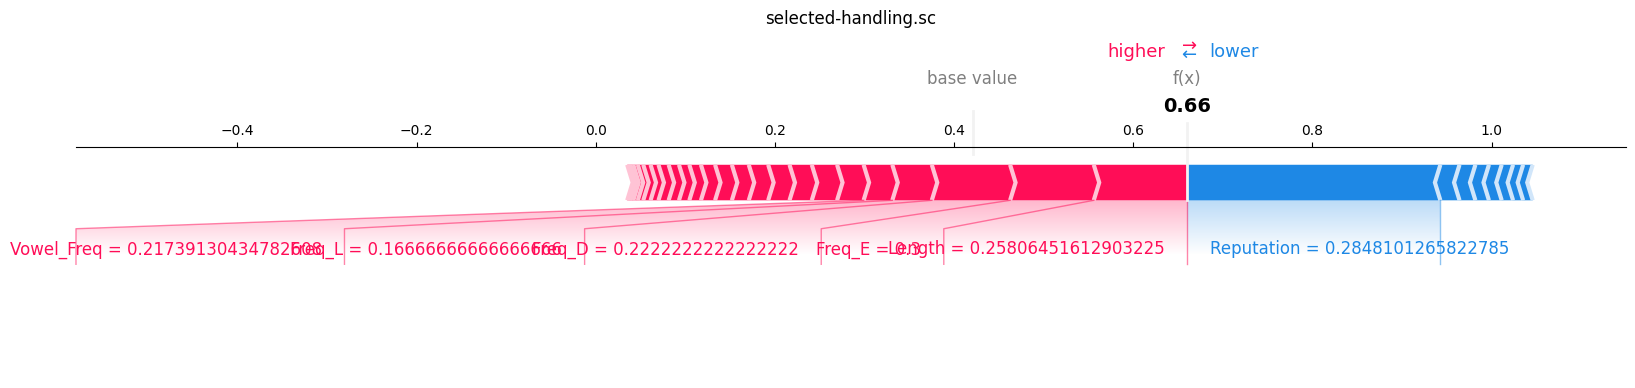 selected-handling.sc
higher → ← lower
base value f(x)
0.66
−0.4 −0.2 0.0 0.2 0.4 0.6 0.8 1.0
Vowel_Freq = 0.21739130434782608 Freq_L = 0.16666666666666666 Freq_D = 0.2222222222222222 Freq_E = 0.3 Length = 0.25806451612903225 Reputation = 0.2848101265822785